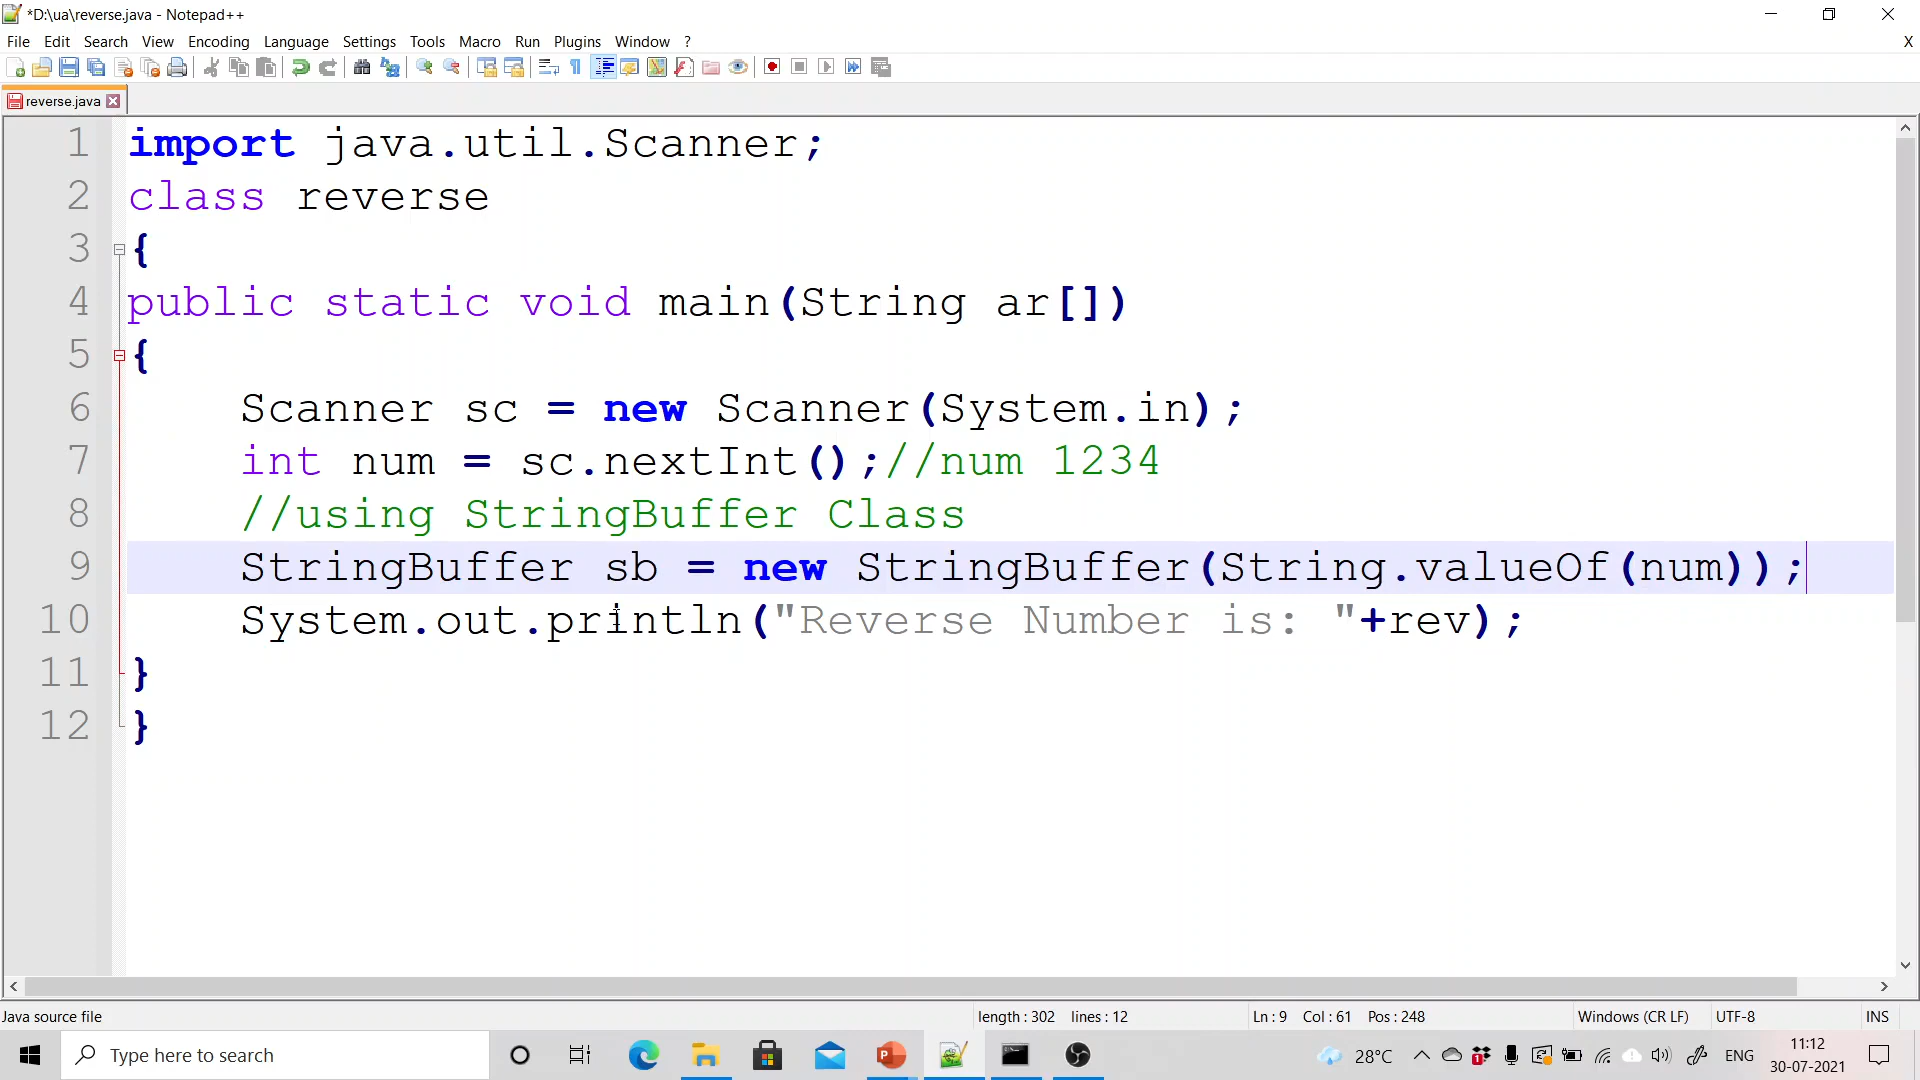 *D:\ua\reverse.java - Notepad++
File Edit Search View Encoding Language Settings Tools Macro Run Plugins Window ? X
reverse.java
1 import java.util.Scanner;
2 class reverse
3 {
4 public static void main(String ar[])
5 {
6 Scanner sc = new Scanner(System.in);
7 int num = sc.nextInt();//num 1234
8 //using StringBuffer Class
9 StringBuffer sb = new StringBuffer(String.valueOf(num));
10 System.out.println("Reverse Number is: "+rev);
11 }
12 }
Java source file length : 302 lines : 12 Ln : 9 Col : 61 Pos : 248 Windows (CR LF) UTF-8 INS
Type here to search 28°C ENG 11:12
30-07-2021